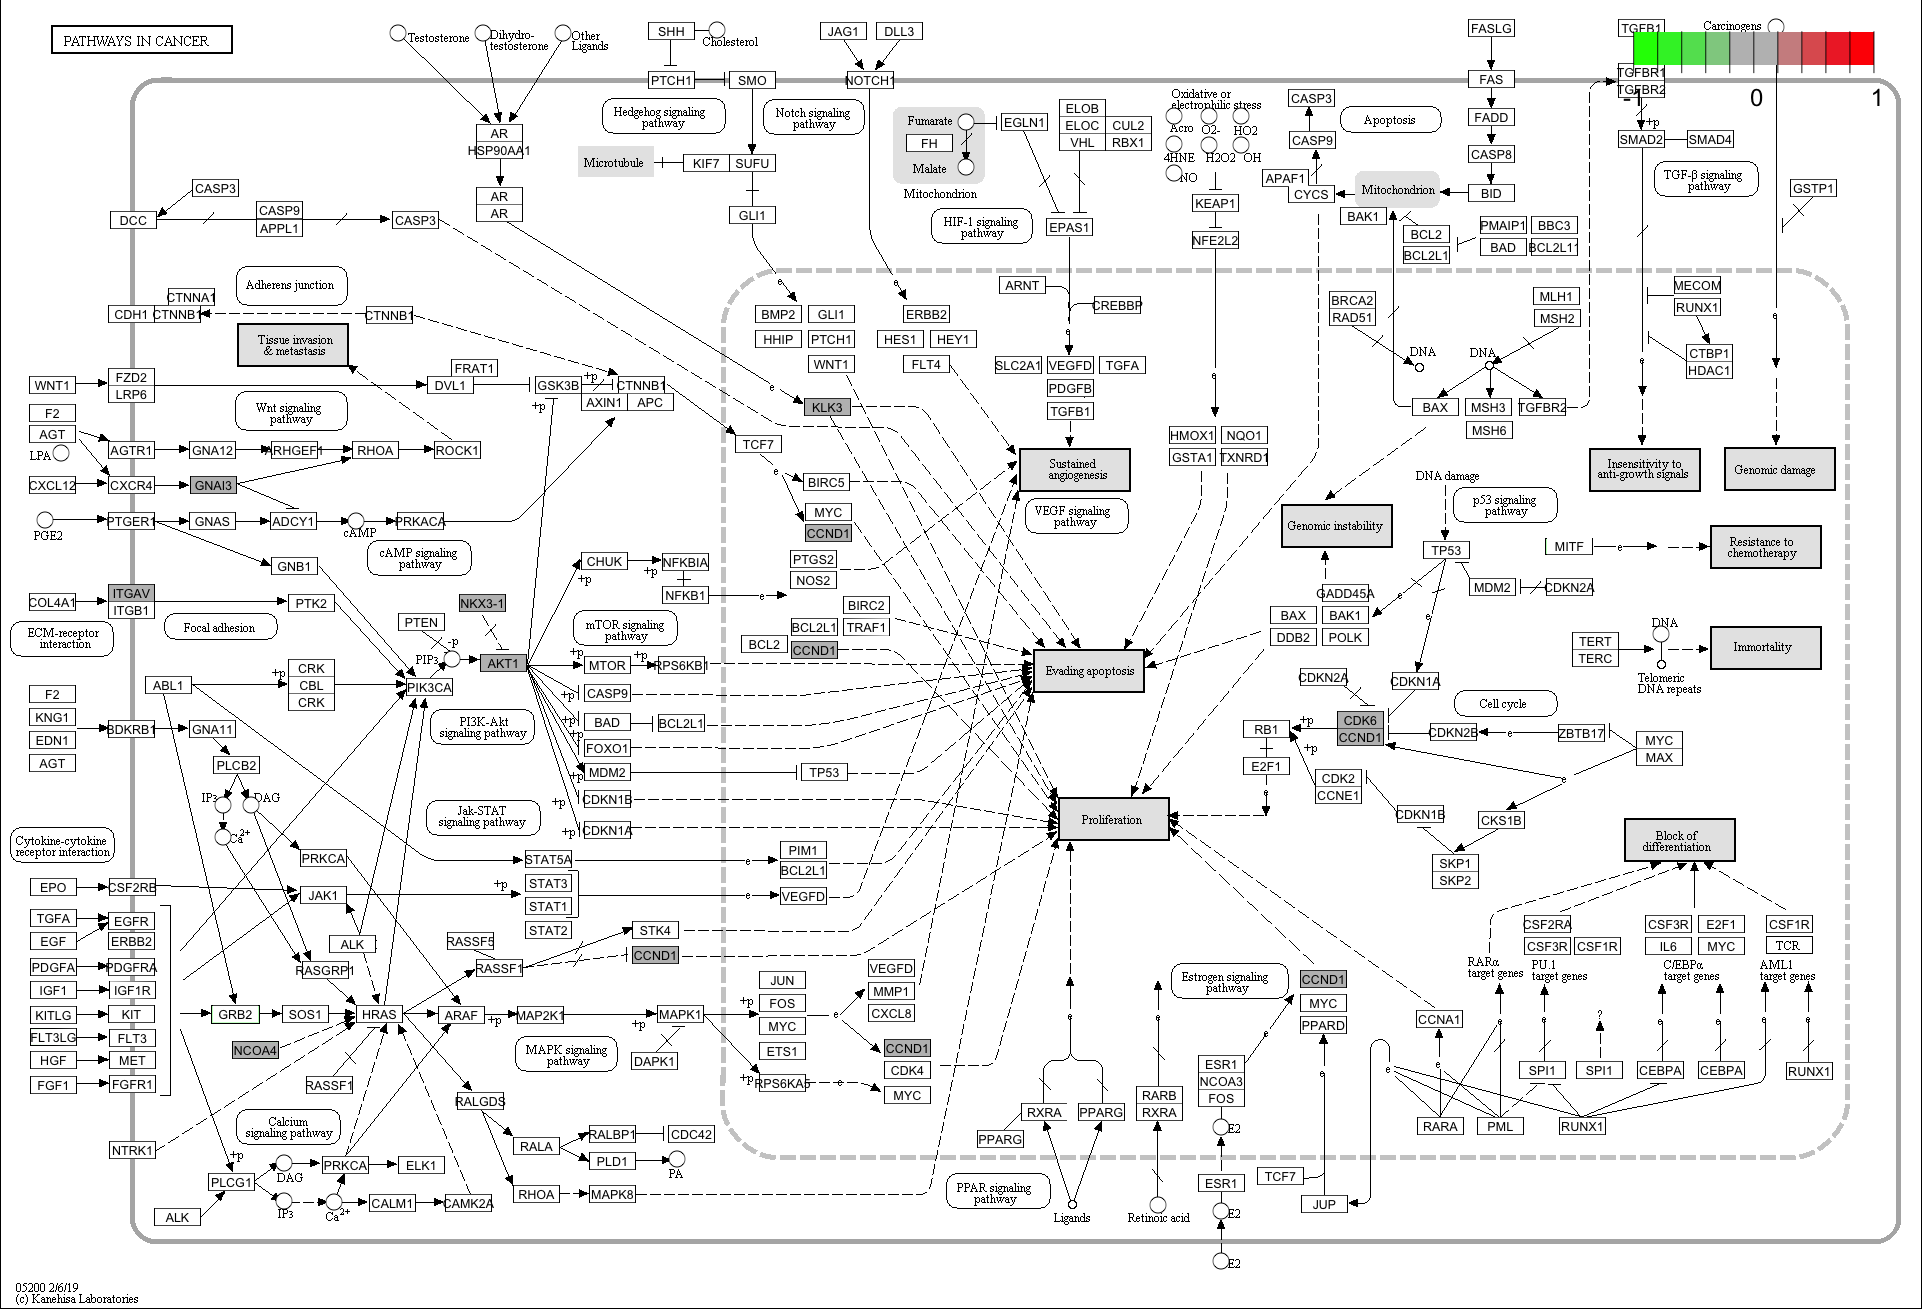 PATHWAYS IN CANCER
Testosterone
Dihydro-
testosterone
Other
Ligands
SHH
Cholesterol
PTCH1
SMO
JAG1
DLL3
NOTCH1
FASLG
FAS
TGFB1
Carcinogens
TGFBR1
TGFBR2
-1
0
1
Hedgehog signaling
pathway
Notch signaling
pathway
Fumarate
FH
Malate
Mitochondrion
EGLN1
ELOB
ELOC
CUL2
VHL
RBX1
Oxidative or
electrophilic stress
Acro
O2-
HO2
4HNE
H2O2
OH
NO
CASP3
CASP9
Apoptosis
FADD
CASP8
BID
+p
SMAD2
SMAD4
TGF-β signaling
pathway
GSTP1
AR
HSP90AA1
AR
AR
Microtubule
KIF7
SUFU
GLI1
HIF-1 signaling
pathway
EPAS1
KEAP1
NFE2L2
APAF1
CYCS
Mitochondrion
BAK1
BCL2
BCL2L1
PMAIP1
BBC3
BAD
BCL2L11
CASP3
DCC
CASP9
APPL1
CASP3
Adherens junction
CTNNA1
CDH1
CTNNB1
CTNNB1
Tissue invasion
& metastasis
e
e
BMP2
GLI1
HHIP
PTCH1
WNT1
ERBB2
HES1
HEY1
FLT4
ARNT
CREBBP
e
SLC2A1
VEGFD
TGFA
PDGFB
TGFB1
BRCA2
RAD51
MLH1
MSH2
DNA
DNA
BAX
MSH3
TGFBR2
MSH6
MECOM
RUNX1
CTBP1
HDAC1
e
e
e
WNT1
FZD2
LRP6
FRAT1
DVL1
GSK3B
+p
+p
CTNNB1
AXIN1
APC
Wnt signaling
pathway
F2
AGT
LPA
AGTR1
GNA12
ARHGEF1
RHOA
ROCK1
CXCL12
CXCR4
GNAI3
PGE2
PTGER1
GNAS
ADCY1
cAMP
PRKACA
cAMP signaling
pathway
GNB1
e
KLK3
TCF7
e
BIRC5
MYC
CCND1
PTGS2
NOS2
Sustained
angiogenesis
VEGF signaling
pathway
HMOX1
NQO1
GSTA1
TXNRD1
Genomic instability
DNA damage
p53 signaling
pathway
TP53
MDM2
CDKN2A
Insensitivity to
anti-growth signals
Genomic damage
MITF
e
Resistance to
chemotherapy
ITGAV
ITGB1
COL4A1
ECM-receptor
interaction
Focal adhesion
PTK2
PTEN
-p
PIP3
NKX3-1
AKT1
CHUK
+p
+p
NFKBIA
NFKB1
e
mTOR signaling
pathway
BIRC2
BCL2L1
TRAF1
BCL2
CCND1
+p
MTOR
+p
RPS6KB1
+p
CASP9
+p
BAD
BCL2L1
+p
FOXO1
+p
MDM2
TP53
+p
CDKN1B
+p
CDKN1A
Evading apoptosis
GADD45A
BAX
BAK1
DDB2
POLK
e
e
CDKN1A
TERT
TERC
DNA
Telomeric
DNA repeats
Immortality
CDKN2A
Cell cycle
CDK6
CCND1
RB1
+p
+p
E2F1
e
CDKN2B
e
ZBTB17
MYC
MAX
e
CDK2
CCNE1
CDKN1B
CKS1B
SKP1
SKP2
ABL1
+p
CRK
CBL
CRK
PIK3CA
PI3K-Akt
signaling pathway
F2
KNG1
EDN1
AGT
BDKRB1
GNA11
PLCB2
IP3
DAG
Ca2+
PRKCA
Jak-STAT
signaling pathway
Cytokine-cytokine
receptor interaction
EPO
CSF2RB
JAK1
STAT5A
+p
STAT3
STAT1
STAT2
e
e
PIM1
BCL2L1
VEGFD
Proliferation
Block of
differentiation
TGFA
EGF
EGFR
ERBB2
PDGFA
PDGFRA
IGF1
IGF1R
KITLG
KIT
FLT3LG
FLT3
HGF
MET
FGF1
FGFR1
ALK
RASGRP1
RASSF5
RASSF1
STK4
CCND1
GRB2
SOS1
HRAS
ARAF
+p
MAP2K1
+p
MAPK1
+p
NCOA4
RASSF1
MAPK signaling
pathway
DAPK1
+p
RPS6KA5
e
JUN
FOS
MYC
ETS1
e
VEGFD
MMP1
CXCL8
CCND1
CDK4
MYC
Estrogen signaling
pathway
CCND1
MYC
PPARD
e
ESR1
NCOA3
FOS
e
E2
ESR1
E2
E2
CCNA1
e
e
CSF2RA
CSF3R
CSF1R
RARα
target genes
PU.1
target genes
CSF3R
E2F1
IL6
MYC
C/EBPα
target genes
CSF1R
TCR
AML1
target genes
?
e
e
e
e
e
e
SPI1
SPI1
CEBPA
CEBPA
RUNX1
RARA
PML
RUNX1
Calcium
signaling pathway
NTRK1
+p
PLCG1
ALK
DAG
IP3
PRKCA
ELK1
Ca2+
CALM1
CAMK2A
RALGDS
RALA
RALBP1
CDC42
PLD1
PA
RHOA
MAPK8
e
RXRA
PPARG
PPARG
PPAR signaling
pathway
Ligands
e
RARB
RXRA
Retinoic acid
TCF7
JUP
05200 2/6/19
(c) Kanehisa Laboratories